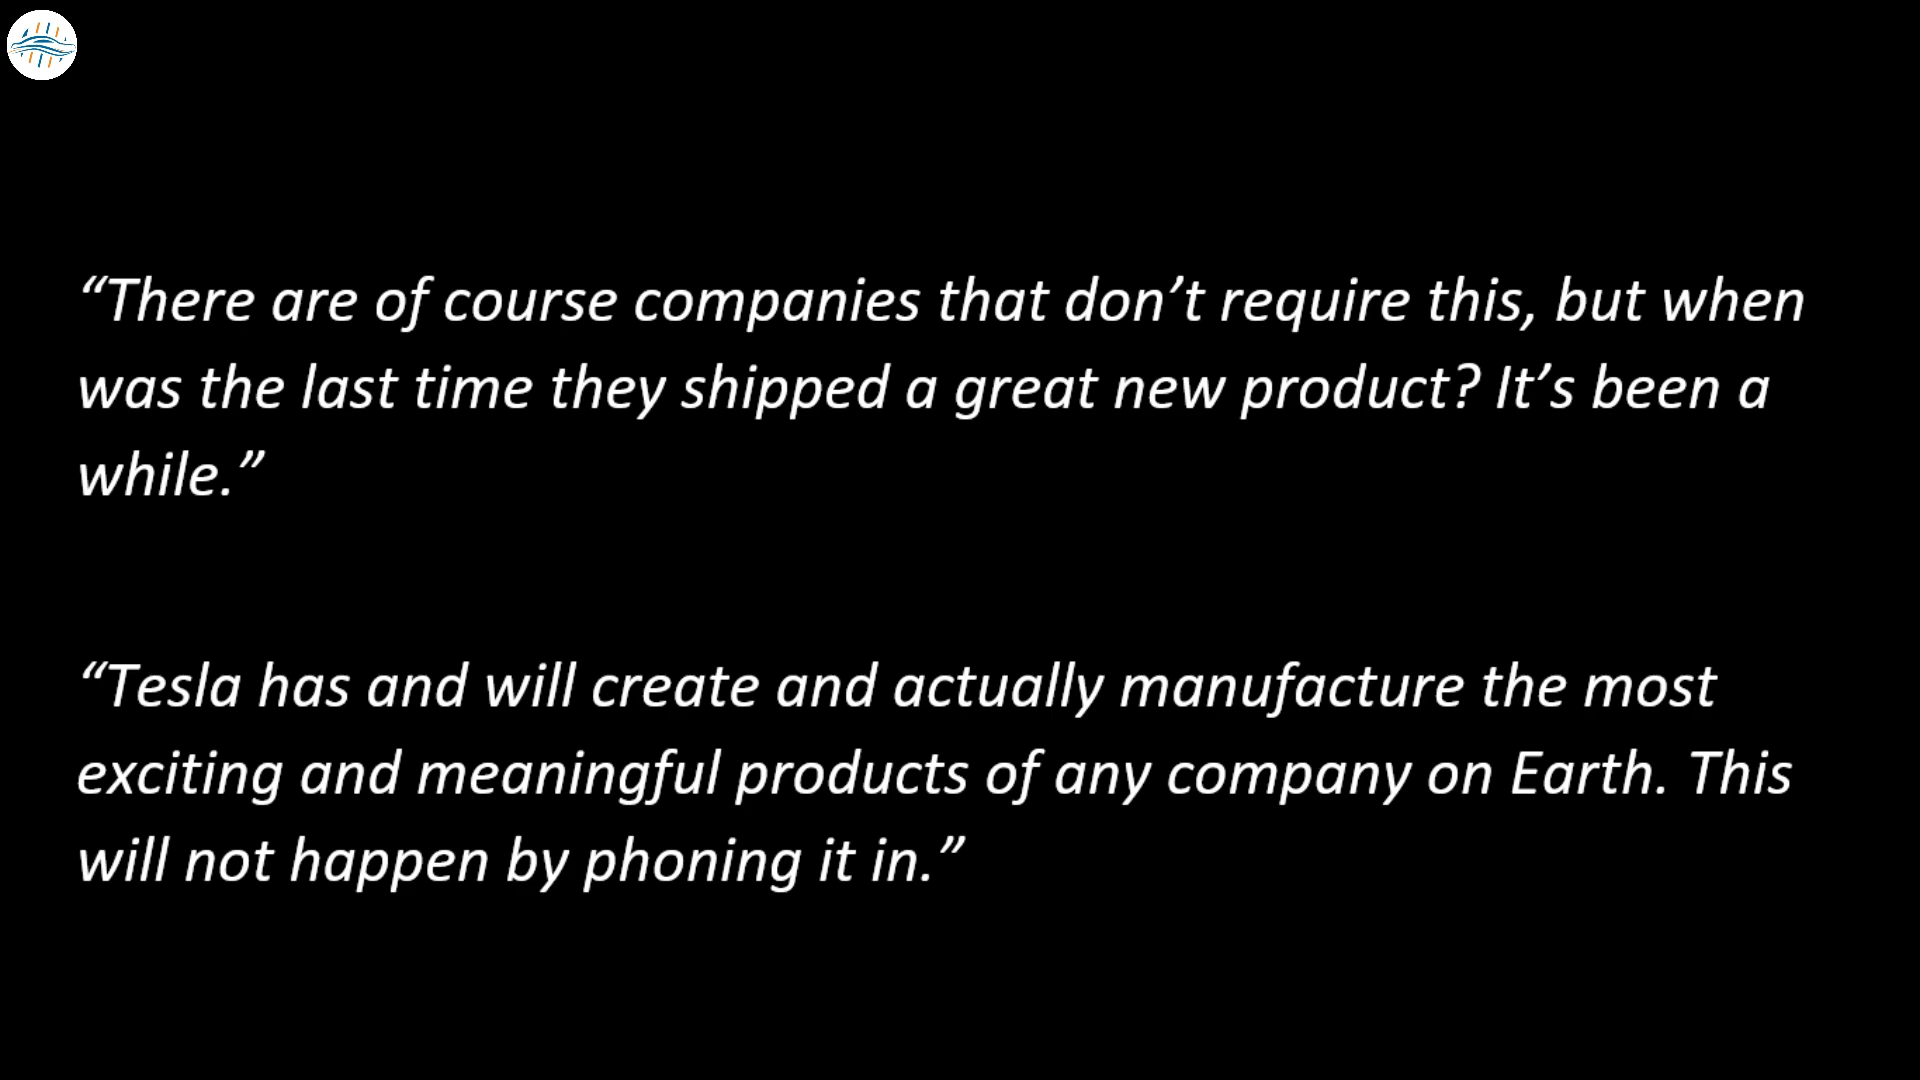 “There are of course companies that don’t require this, but when
was the last time they shipped a great new product? It’s been a
while.”
“Tesla has and will create and actually manufacture the most
exciting and meaningful products of any company on Earth. This
will not happen by phoning it in.”